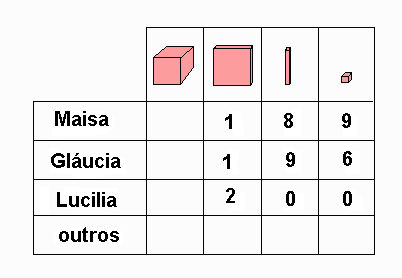 Maisa 1 8 9
Gláucia 1 9 6
Lucilia 2 0 0
outros